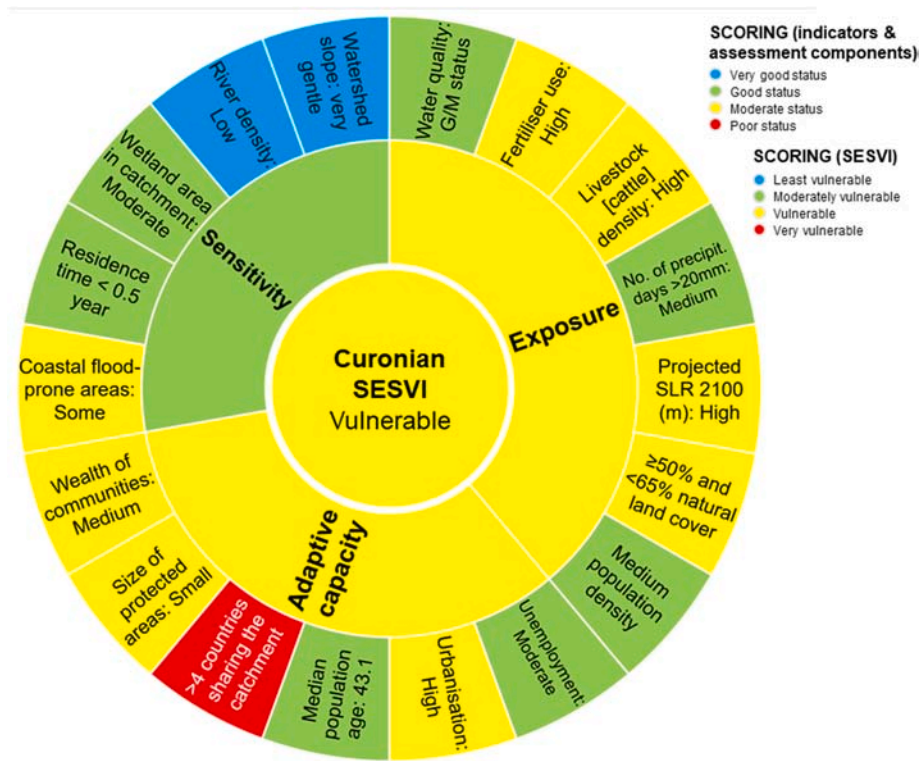 SCORING (indicators &
assessment components)
Very good status
Good status
Moderate status
Poor status
SCORING (SESVI)
Least vulnerable
Moderately vulnerable
Vulnerable
Very vulnerable
Water quality:
G/M status
Fertiliser use:
High
Livestock
[cattle]
density: High
No. of precipit.
days >20mm:
Medium
Projected
SLR 2100
(m): High
≥50% and
<65% natural
land cover
Medium
population
density
Unemployment:
Moderate
Urbanisation:
High
Median
population
age: 43.1
>4 countries
sharing the
catchment
Size of
protected
areas: Small
Wealth of
communities:
Medium
Coastal flood-
prone areas:
Some
Residence
time < 0.5
year
Wetland area
in catchment:
Moderate
River density:
Low
Watershed
slope: very
gentle
Sensitivity
Exposure
Adaptive
capacity
Curonian
SESVI
Vulnerable